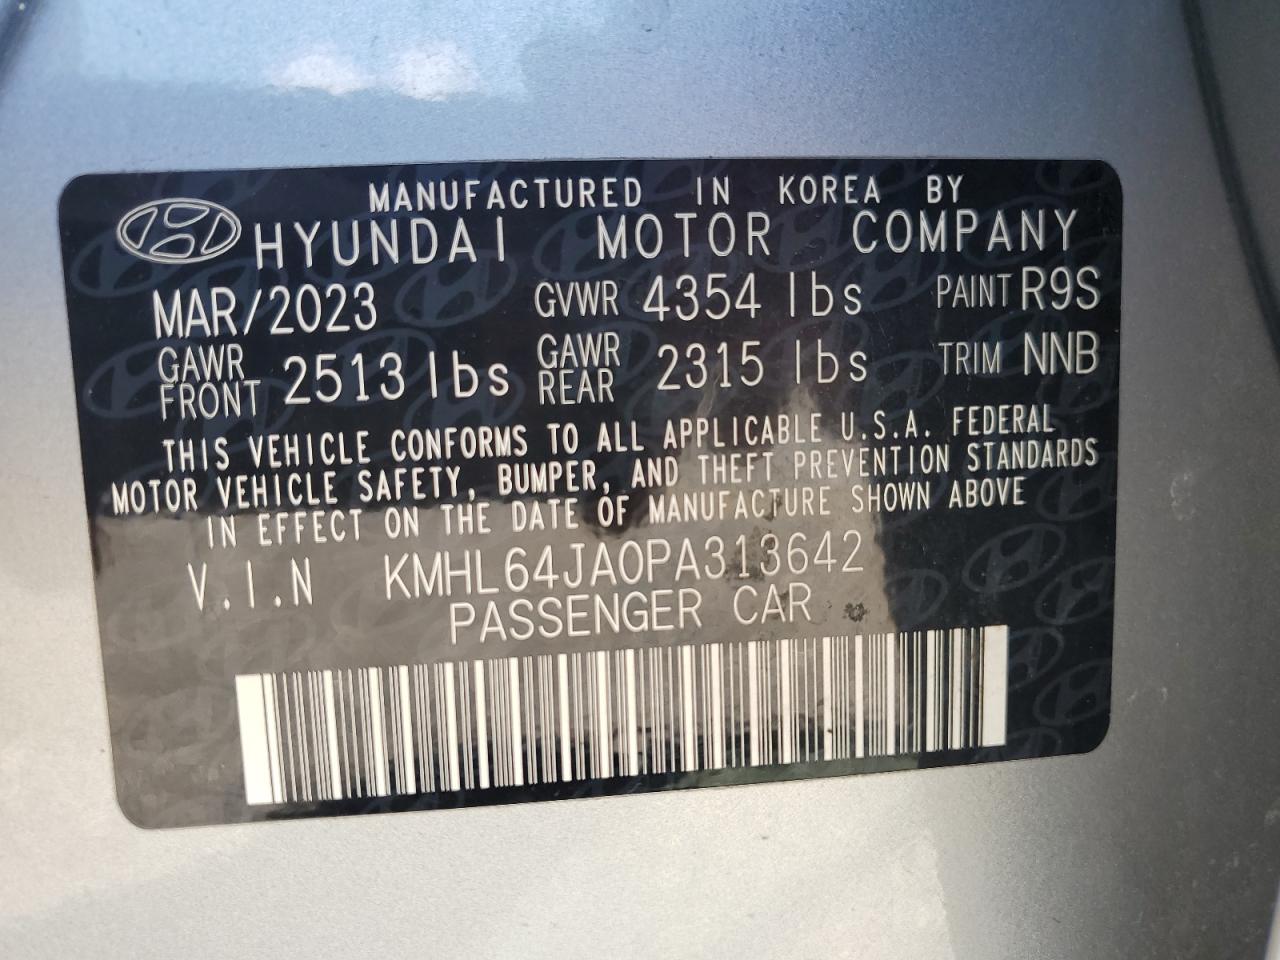 MANUFACTURED IN KOREA BY
HYUNDAI MOTOR COMPANY
MAR/2023 GVWR 4354 lbs PAINT R9S
GAWR FRONT 2513 lbs GAWR REAR 2315 lbs TRIM NNB
THIS VEHICLE CONFORMS TO ALL APPLICABLE U.S.A. FEDERAL
MOTOR VEHICLE SAFETY, BUMPER, AND THEFT PREVENTION STANDARDS
IN EFFECT ON THE DATE OF MANUFACTURE SHOWN ABOVE
V.I.N KMHL64JA0PA313642
PASSENGER CAR